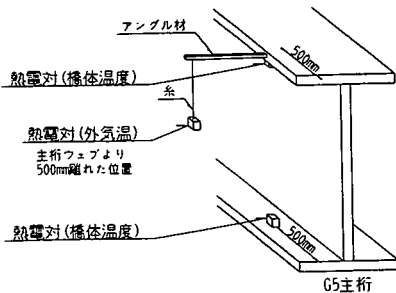 アングル材
500mm
熱電対(橋体温度)
糸
熱電対(外気温)
主桁ウェブより
500mm離れた位置
熱電対(橋体温度)
500mm
G5主桁